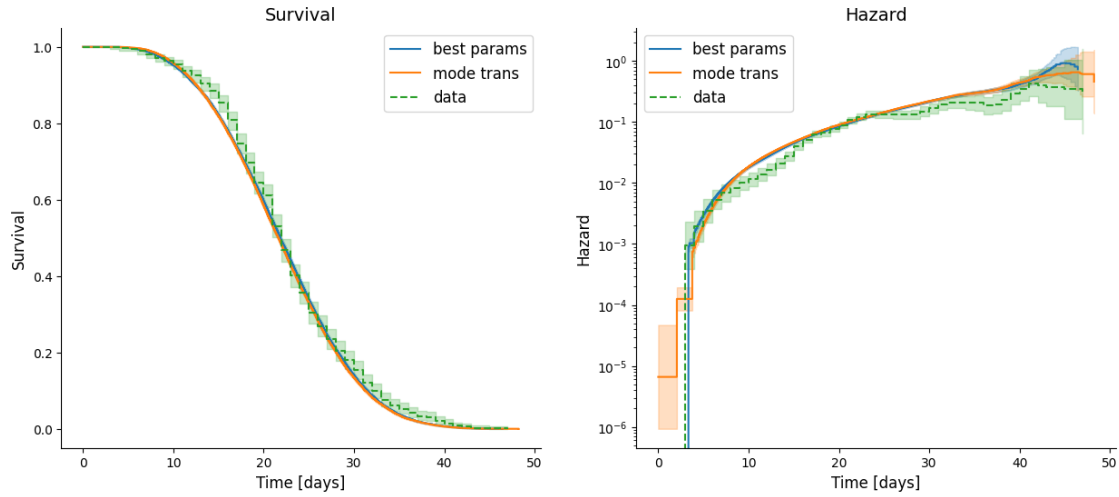 Survival
best params
mode trans
data
1.0
0.8
0.6
0.4
0.2
0.0
Survival
0
10
20
30
40
50
Time [days]
Hazard
best params
mode trans
data
10⁰
10⁻¹
10⁻²
10⁻³
10⁻⁴
10⁻⁵
10⁻⁶
Hazard
0
10
20
30
40
50
Time [days]